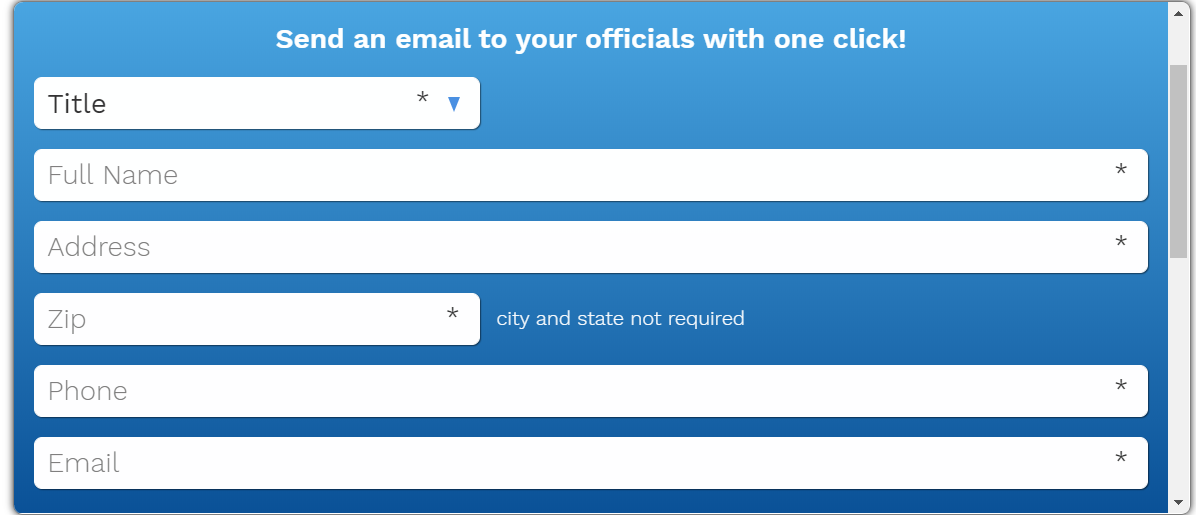 Send an email to your officials with one click!
Title *
Full Name *
Address *
Zip * city and state not required
Phone *
Email *